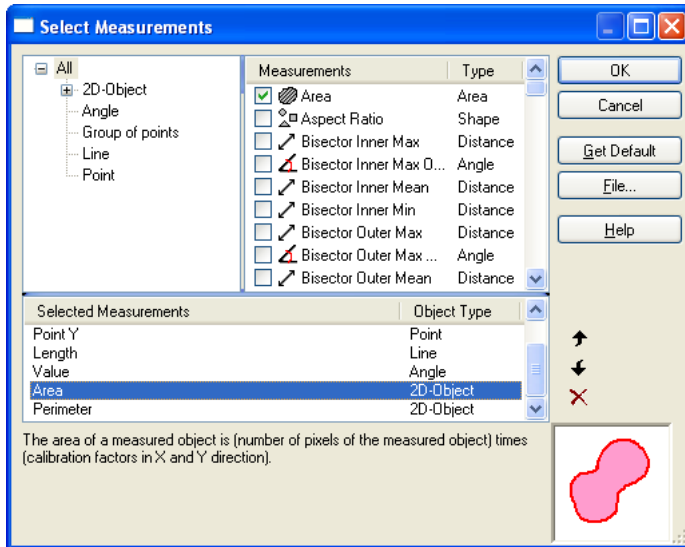 Select Measurements
All
2D-Object
Angle
Group of points
Line
Point
Measurements Type
Area Area
Aspect Ratio Shape
Bisector Inner Max Distance
Bisector Inner Max O... Angle
Bisector Inner Mean Distance
Bisector Inner Min Distance
Bisector Outer Max Distance
Bisector Outer Max ... Angle
Bisector Outer Mean Distance
OK
Cancel
Get Default
File...
Help
Selected Measurements Object Type
Point Y Point
Length Line
Value Angle
Area 2D-Object
Perimeter 2D-Object
The area of a measured object is (number of pixels of the measured object) times
(calibration factors in X and Y direction).